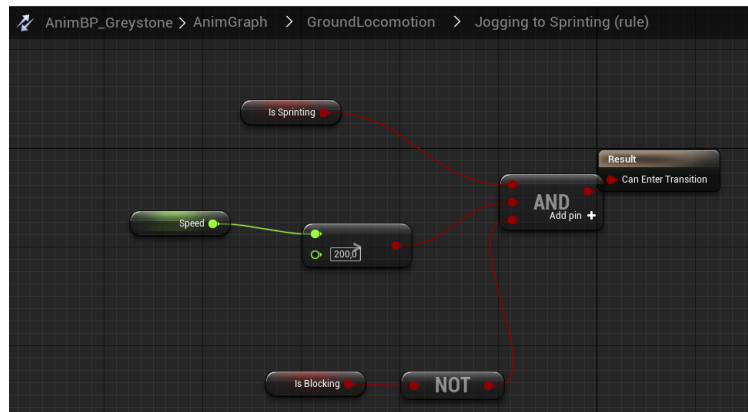 AnimBP_Greystone > AnimGraph > GroundLocomotion > Jogging to Sprinting (rule)
Is Sprinting
Result
Can Enter Transition
AND
Add pin +
Speed
>
200,0
Is Blocking
NOT